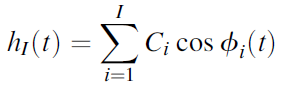 h_I(t) = \sum_{i=1}^{I} C_i \cos \phi_i(t)